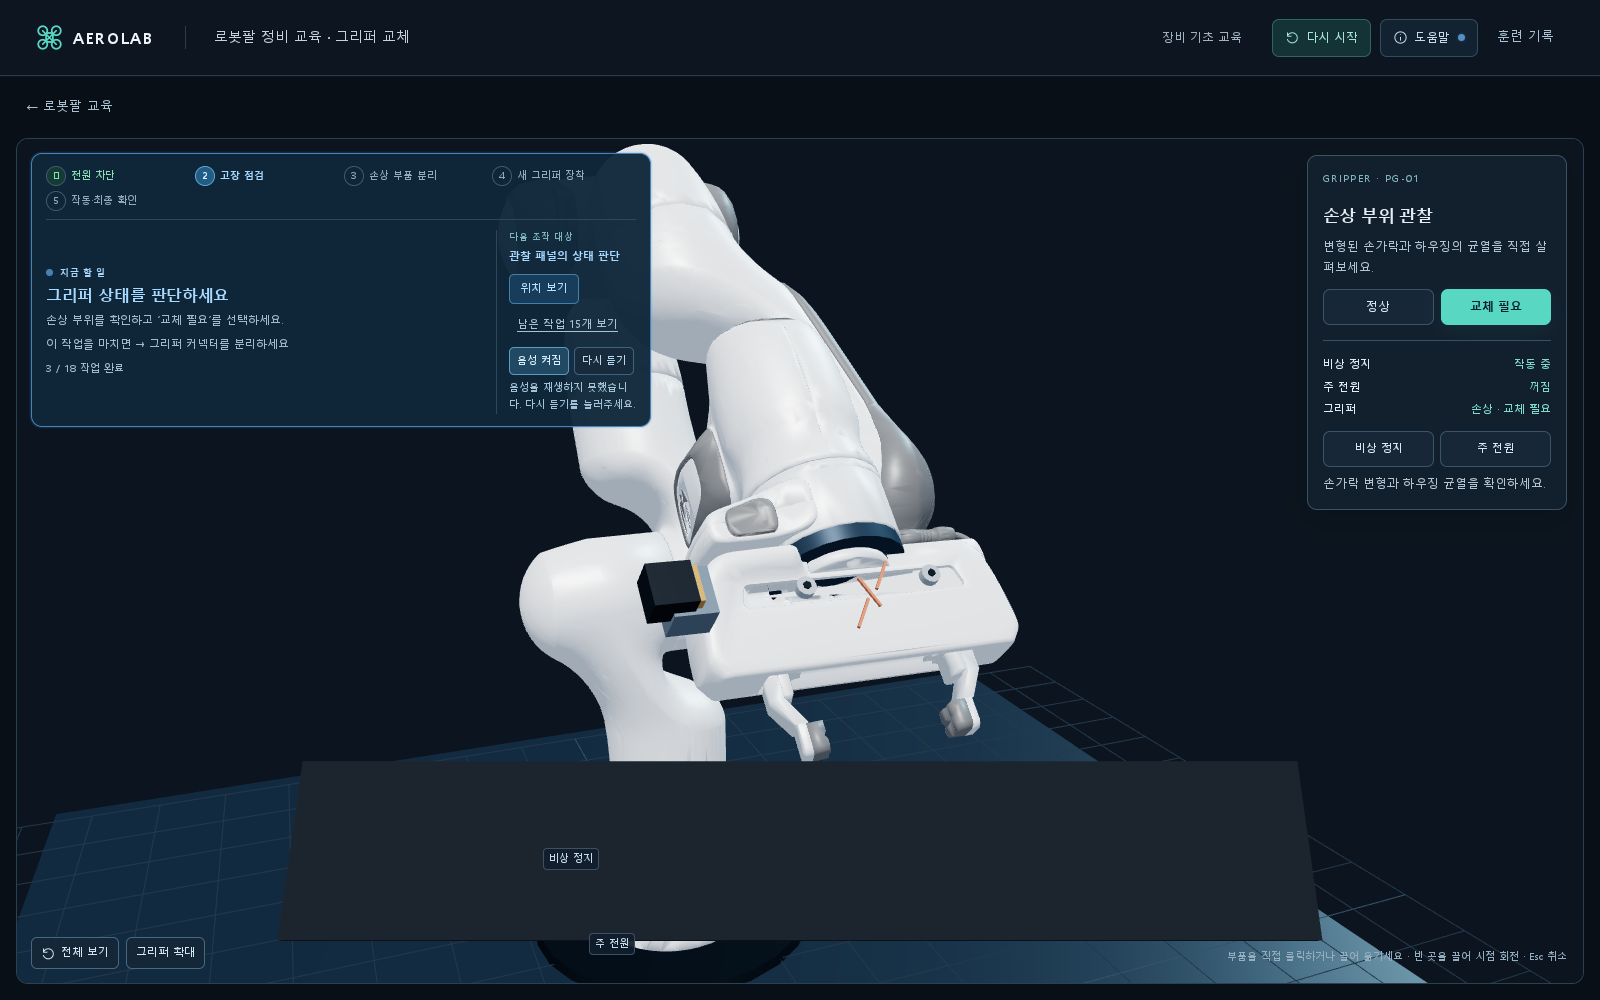 AEROLAB
로봇팔 정비 교육 · 그리퍼 교체
장비 기초 교육
다시 시작
도움말
훈련 기록
← 로봇팔 교육
전원 차단
2 고장 점검
3 손상 부품 분리
4 새 그리퍼 장착
5 작동·최종 확인
지금 할 일
그리퍼 상태를 판단하세요
손상 부위를 확인하고 ‘교체 필요’를 선택하세요.
이 작업을 마치면 → 그리퍼 커넥터를 분리하세요
3 / 18 작업 완료
다음 조작 대상
관찰 패널의 상태 판단
위치 보기
남은 작업 15개 보기
음성 켜짐
다시 듣기
음성을 재생하지 못했습니
다. 다시 듣기를 눌러주세요.
GRIPPER · PG-01
손상 부위 관찰
변형된 손가락과 하우징의 균열을 직접 살
펴보세요.
정상
교체 필요
비상 정지 작동 중
주 전원 꺼짐
그리퍼 손상 · 교체 필요
비상 정지
주 전원
손가락 변형과 하우징 균열을 확인하세요.
비상 정지
주 전원
전체 보기
그리퍼 확대
부품을 직접 클릭하거나 끌어 옮기세요 · 빈 곳을 끌어 시점 회전 · Esc 취소